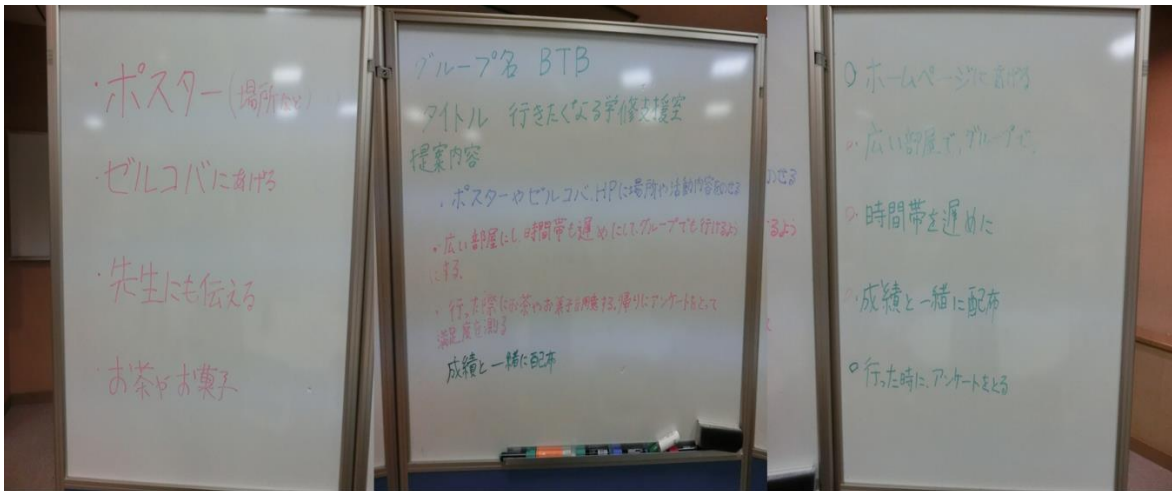 ・ポスター(場所など)
・ゼルコバにあげる
・先生にも伝える
・お茶やお菓子
グループ名 BTB
タイトル 行きたくなる学修支援室
提案内容
・ポスターやゼルコバ、HPに場所や活動内容をのせる
・広い部屋にし、時間帯も遅めにして、グループでも行けるよう
にする。
・行った際にお茶やお菓子を用意する、帰りにアンケートをとって
満足度を測る
成績と一緒に配布
のせる
るよう
○ホームページにあげる
○広い部屋で、グループで、
○時間帯を遅めに
○成績と一緒に配布
○行った時に、アンケートをとる